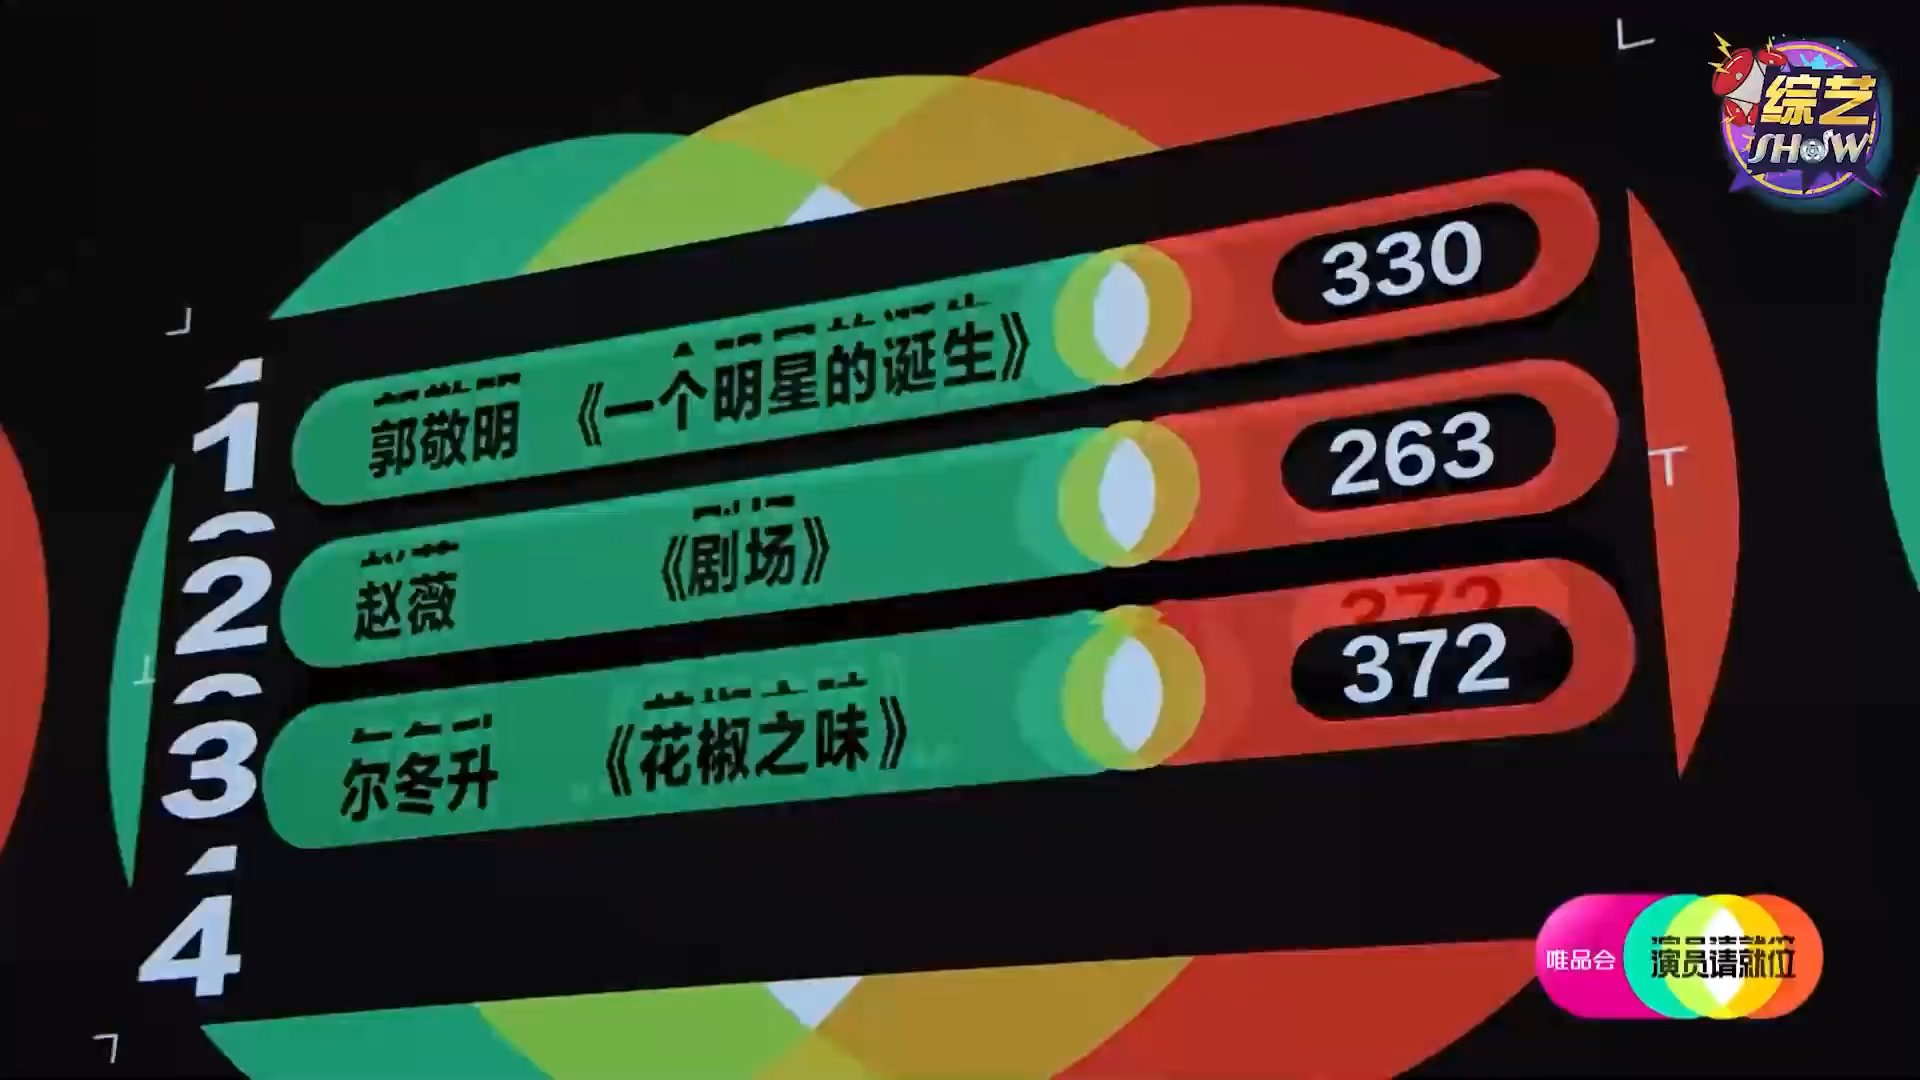 综艺
SHOW
1 郭敬明 《一个明星的诞生》 330
2 赵薇 《剧场》 263
3 尔冬升 《花椒之味》 372
4
唯品会 演员请就位